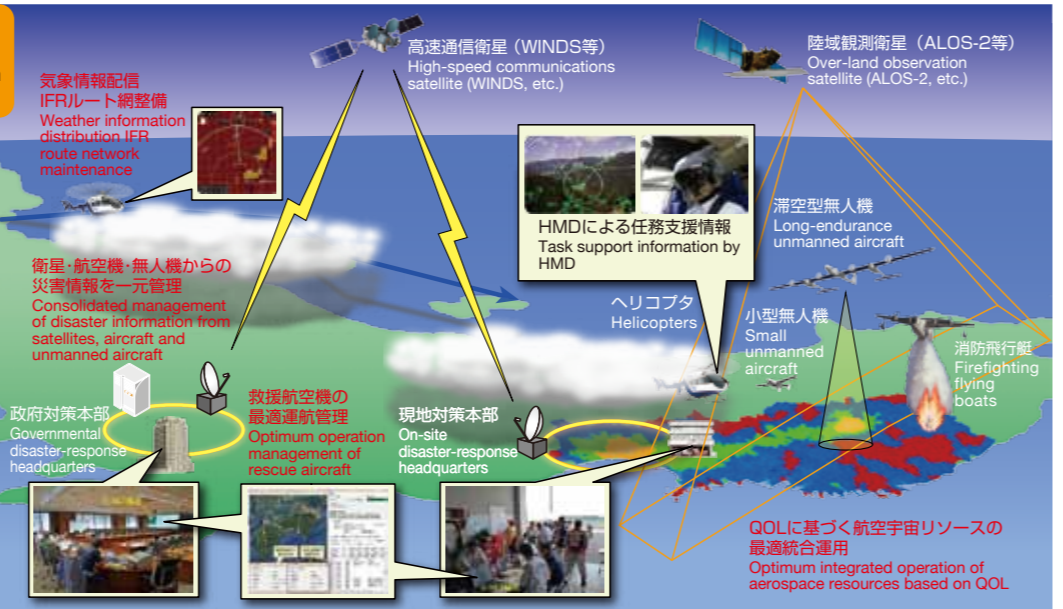 高速通信衛星（WINDS等）
High-speed communications
satellite (WINDS, etc.)
陸域観測衛星（ALOS-2等）
Over-land observation
satellite (ALOS-2, etc.)
気象情報配信
IFRルート網整備
Weather information
distribution IFR
route network
maintenance
HMDによる任務支援情報
Task support information by
HMD
滞空型無人機
Long-endurance
unmanned aircraft
衛星・航空機・無人機からの
災害情報を一元管理
Consolidated management
of disaster information from
satellites, aircraft and
unmanned aircraft
ヘリコプタ
Helicopters
小型無人機
Small
unmanned
aircraft
消防飛行艇
Firefighting
flying
boats
政府対策本部
Governmental
disaster-response
headquarters
救援航空機の
最適運航管理
Optimum operation
management of
rescue aircraft
現地対策本部
On-site
disaster-response
headquarters
QOLに基づく航空宇宙リソースの
最適統合運用
Optimum integrated operation of
aerospace resources based on QOL